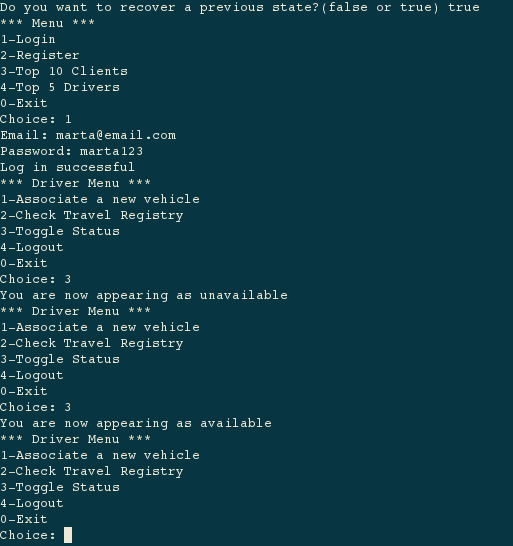 Do you want to recover a previous state?(false or true) true
*** Menu ***
1-Login
2-Register
3-Top 10 Clients
4-Top 5 Drivers
0-Exit
Choice: 1
Email: marta@email.com
Password: marta123
Log in successful
*** Driver Menu ***
1-Associate a new vehicle
2-Check Travel Registry
3-Toggle Status
4-Logout
0-Exit
Choice: 3
You are now appearing as unavailable
*** Driver Menu ***
1-Associate a new vehicle
2-Check Travel Registry
3-Toggle Status
4-Logout
0-Exit
Choice: 3
You are now appearing as available
*** Driver Menu ***
1-Associate a new vehicle
2-Check Travel Registry
3-Toggle Status
4-Logout
0-Exit
Choice: